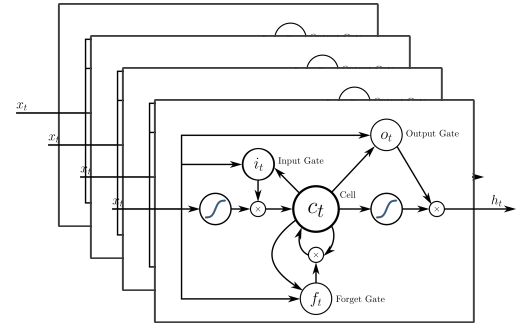 x_t
x_t
x_t
x_t
o_t Output Gate
i_t Input Gate
Cell
c_t
h_t
×
×
×
f_t Forget Gate